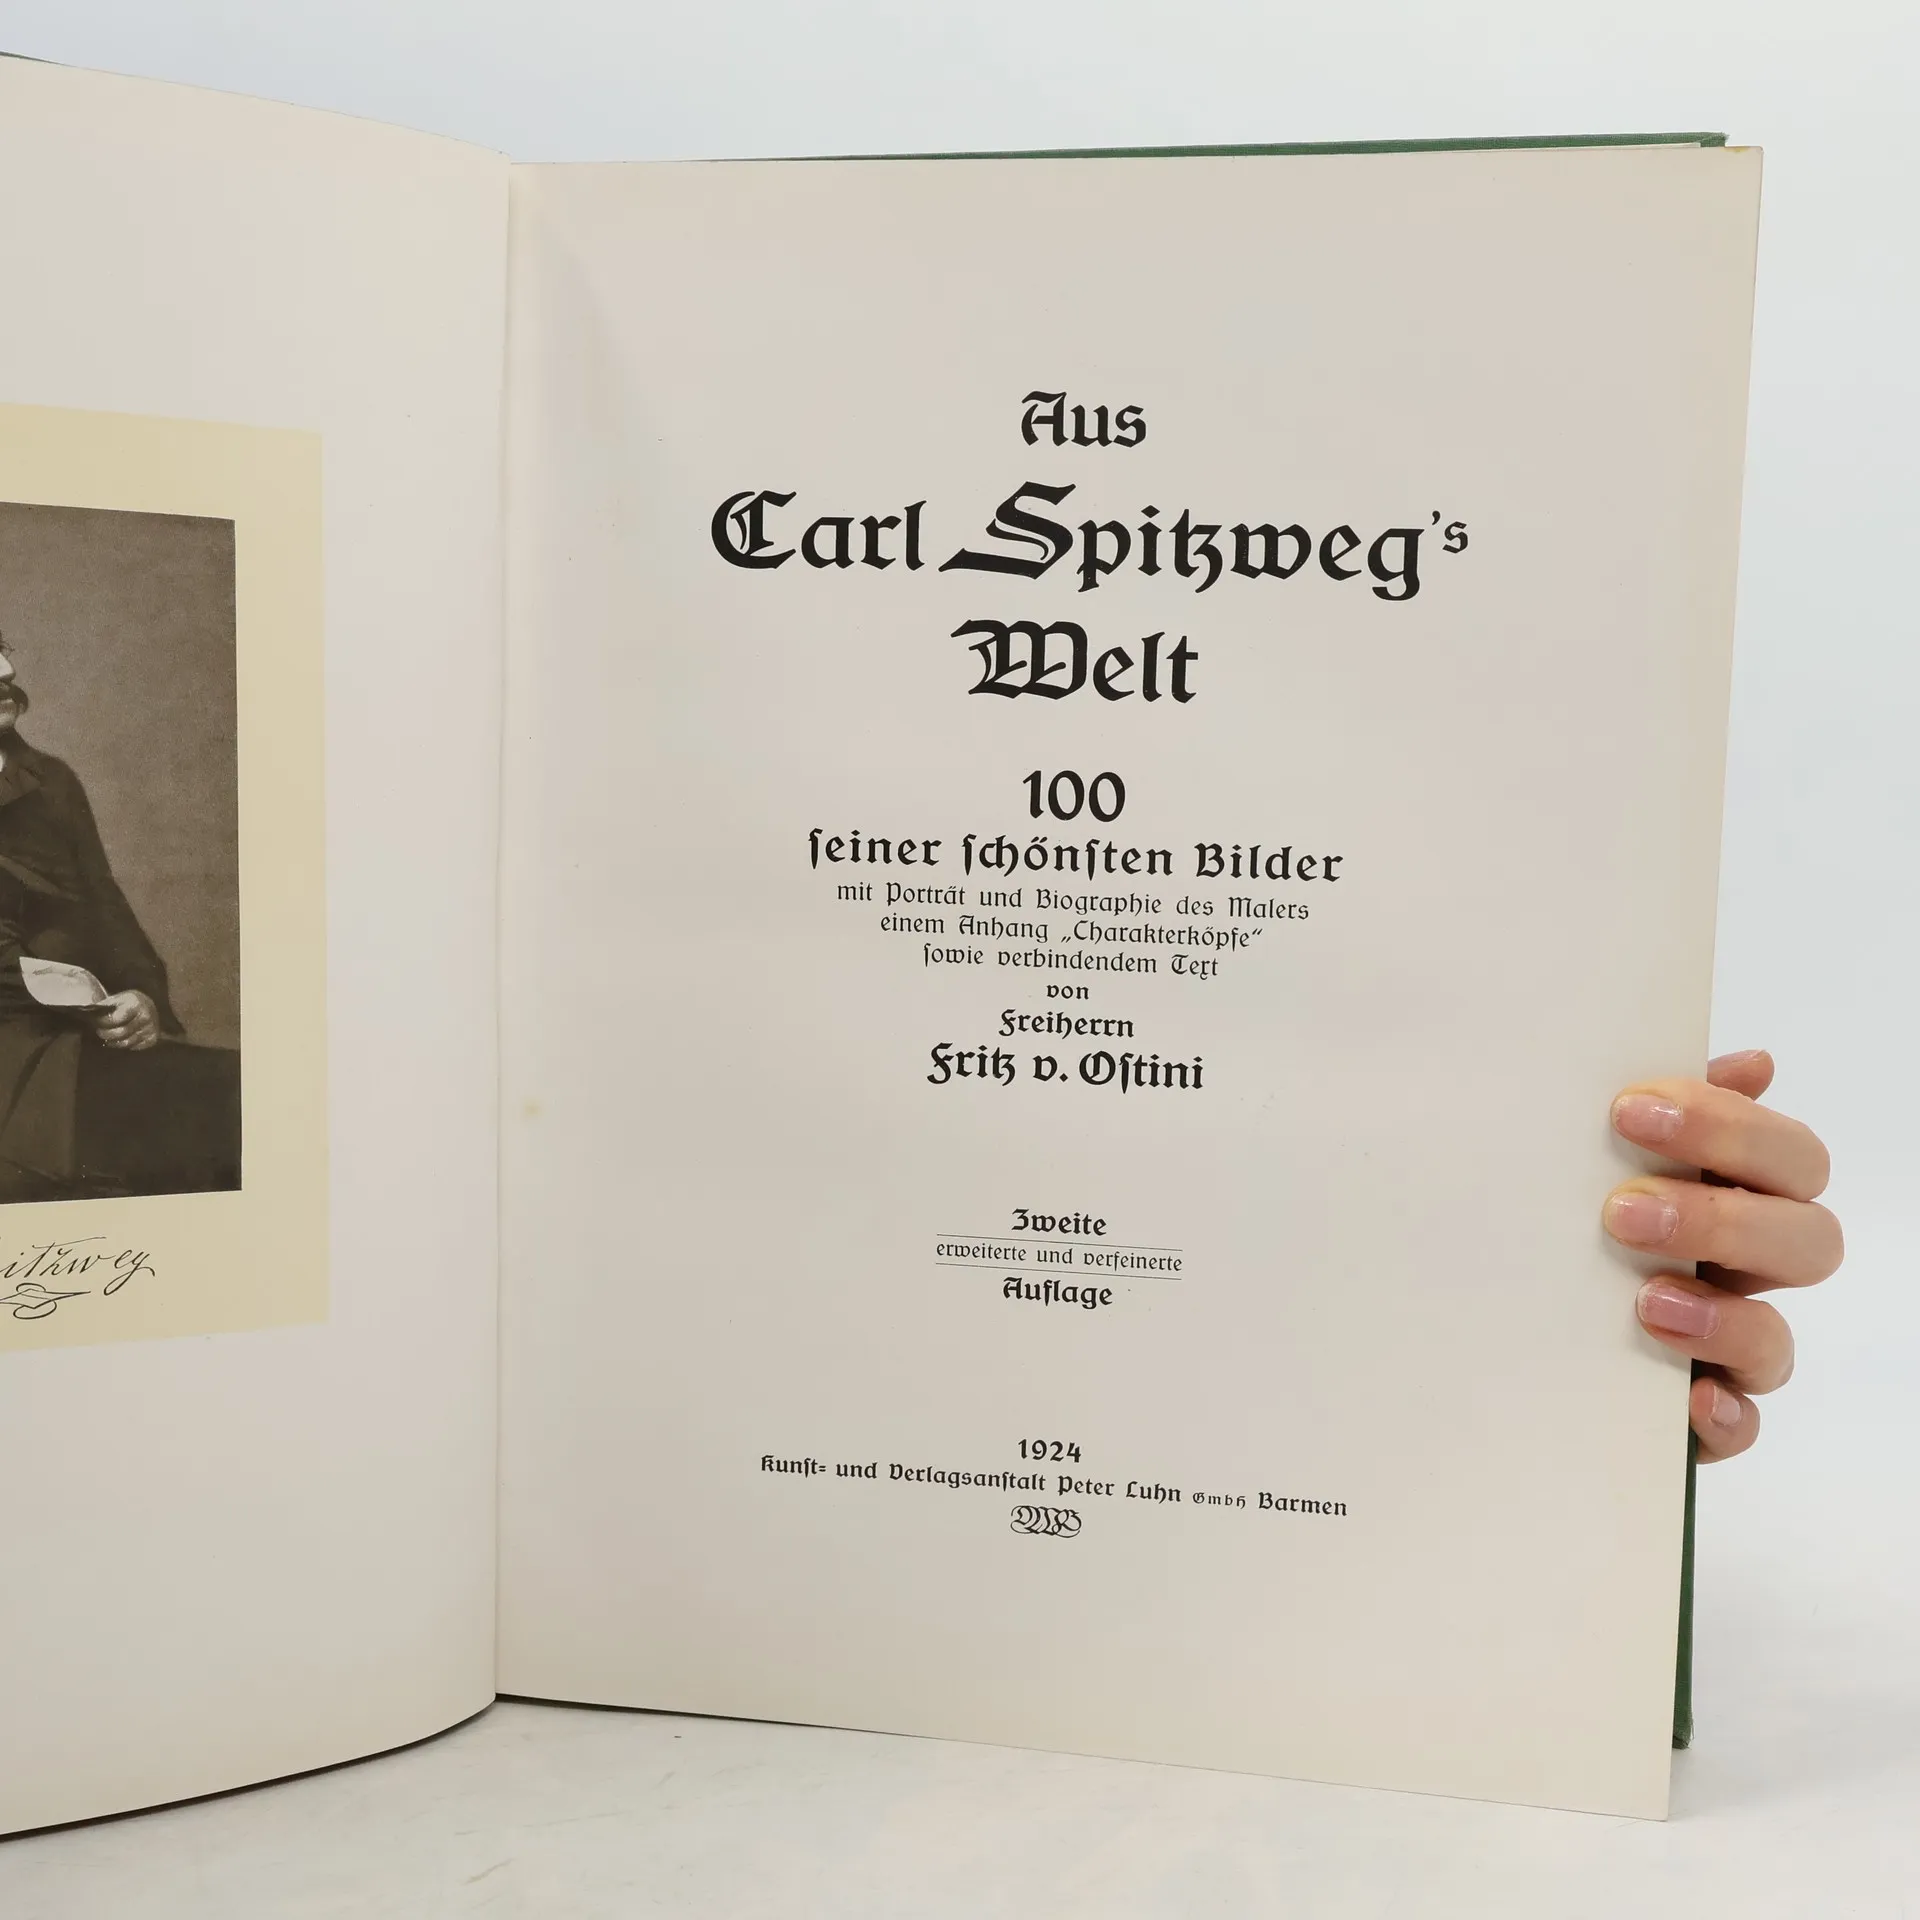 itzweg
Aus
Carl Spitzweg's
Welt
100
ſeiner ſchönſten Bilder
mit Porträt und Biographie des Malers
einem Anhang „Charakterköpfe“
ſowie verbindendem Text
von
Freiherrn
Fritz v. Oſtini
Zweite
erweiterte und verfeinerte
Auflage
1924
Kunſt= und Verlagsanſtalt Peter Luhn GmbH Barmen